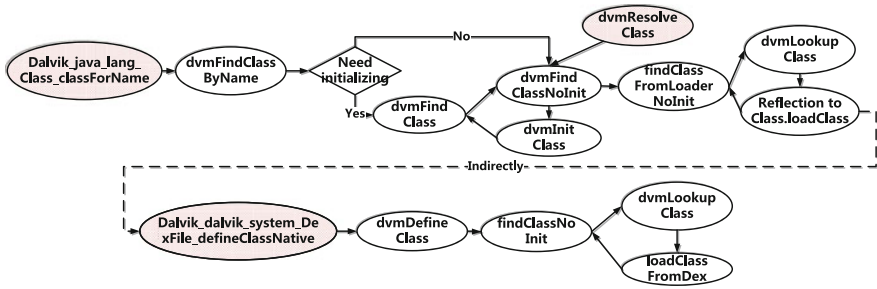 Dalvik_java_lang_
Class_classForName
dvmFindClass
ByName
Need
initializing
No
Yes
dvmFind
Class
dvmResolve
Class
dvmFind
ClassNoInit
dvmInit
Class
findClass
FromLoader
NoInit
dvmLookup
Class
Reflection to
Class.loadClass
Indirectly
Dalvik_dalvik_system_De
xFile_defineClassNative
dvmDefine
Class
findClassNo
Init
dvmLookup
Class
loadClass
FromDex